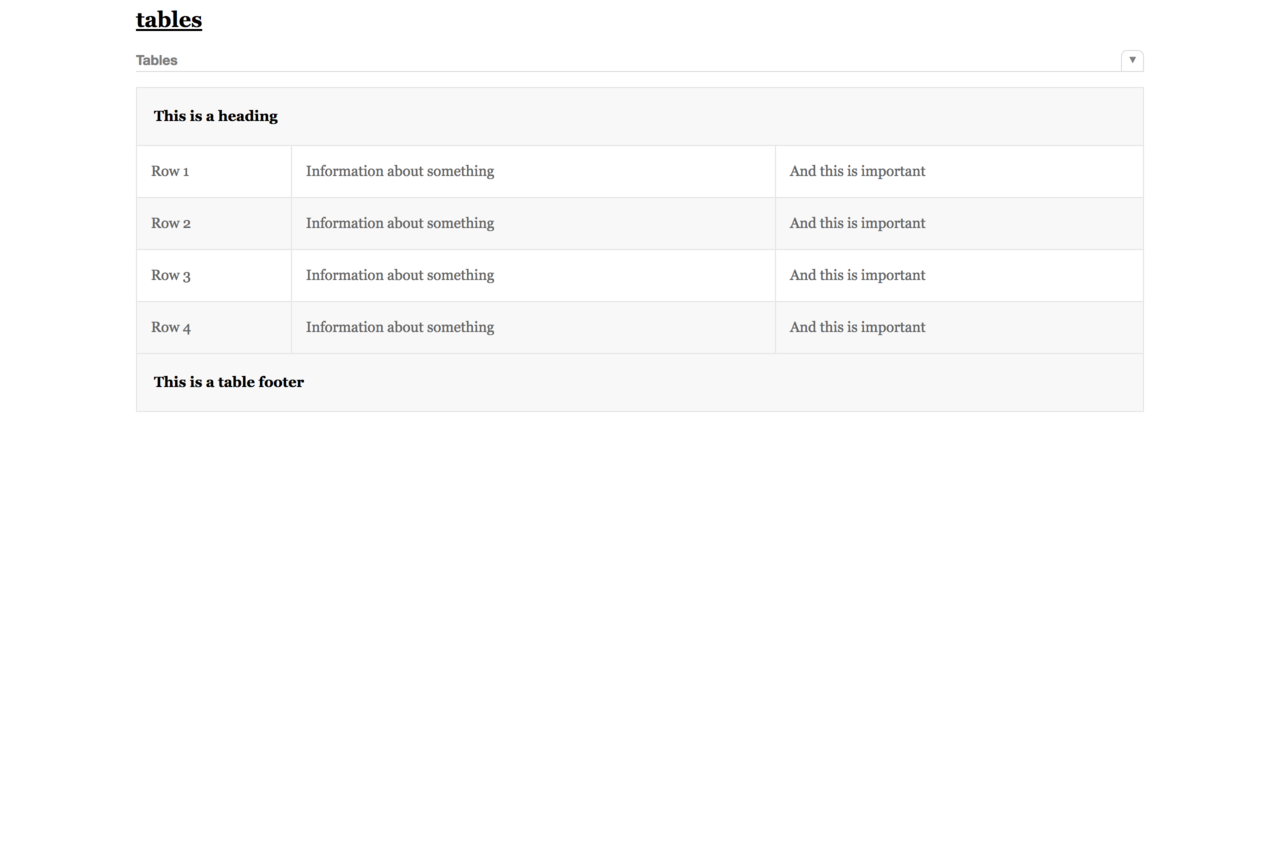 tables
Tables
▼
This is a heading
Row 1 Information about something And this is important
Row 2 Information about something And this is important
Row 3 Information about something And this is important
Row 4 Information about something And this is important
This is a table footer